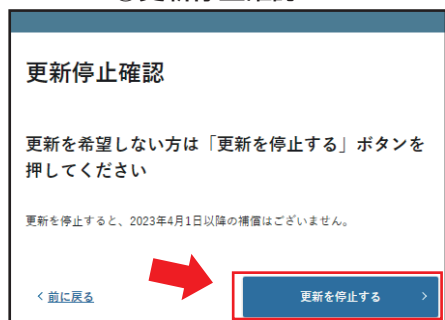 更新停止確認
更新を希望しない方は「更新を停止する」ボタンを
押してください
更新を停止すると、2023年4月1日以降の補償はございません。
< 前に戻る
更新を停止する >